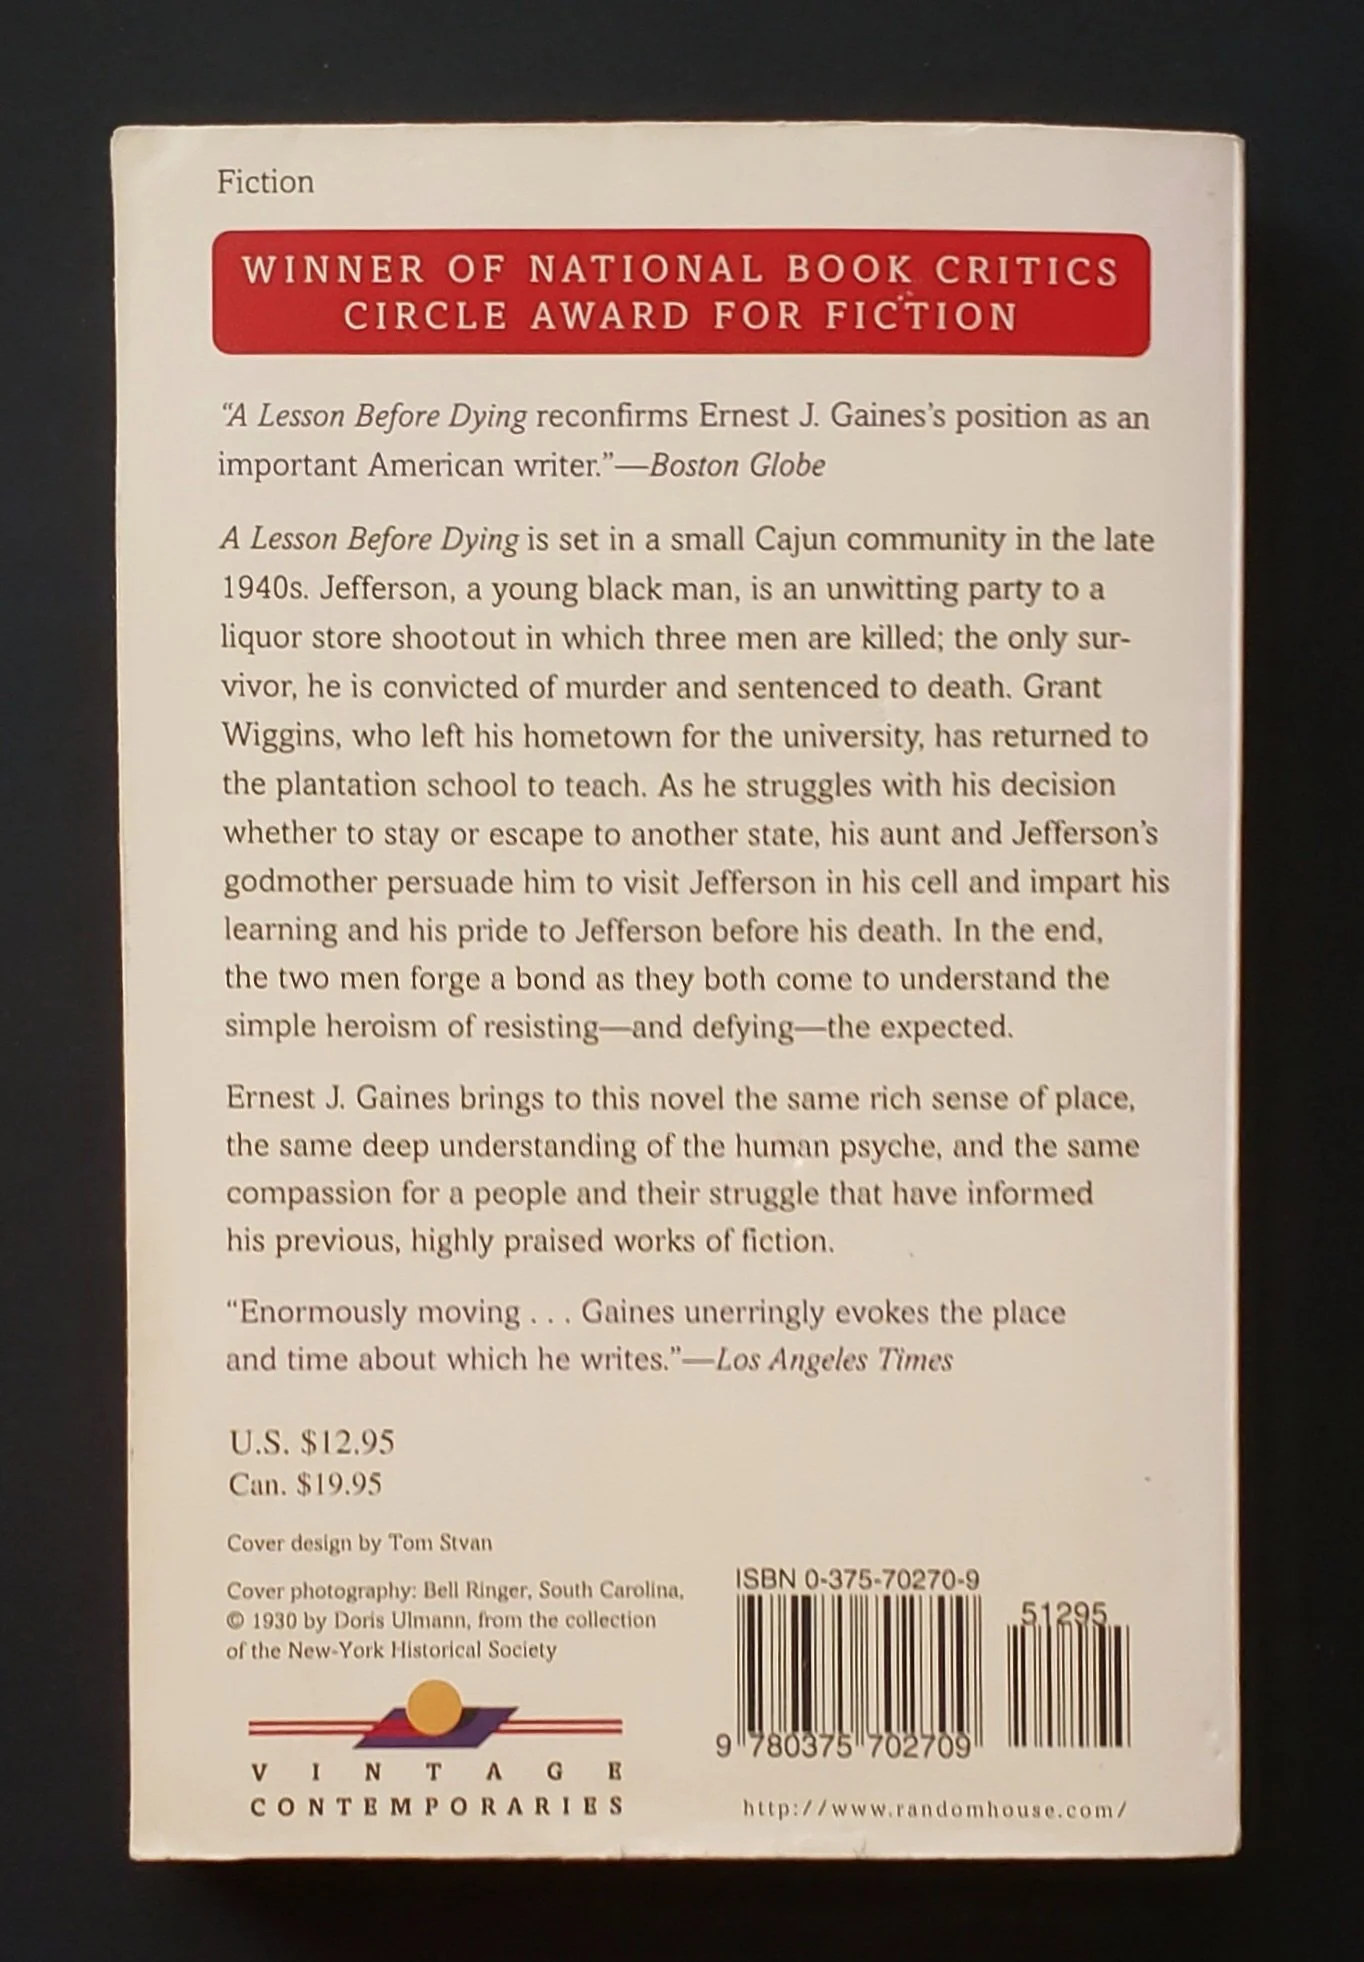 Fiction
WINNER OF NATIONAL BOOK CRITICS
CIRCLE AWARD FOR FICTION
“A Lesson Before Dying reconfirms Ernest J. Gaines’s position as an
important American writer.”—Boston Globe
A Lesson Before Dying is set in a small Cajun community in the late
1940s. Jefferson, a young black man, is an unwitting party to a
liquor store shootout in which three men are killed; the only sur-
vivor, he is convicted of murder and sentenced to death. Grant
Wiggins, who left his hometown for the university, has returned to
the plantation school to teach. As he struggles with his decision
whether to stay or escape to another state, his aunt and Jefferson’s
godmother persuade him to visit Jefferson in his cell and impart his
learning and his pride to Jefferson before his death. In the end,
the two men forge a bond as they both come to understand the
simple heroism of resisting—and defying—the expected.
Ernest J. Gaines brings to this novel the same rich sense of place,
the same deep understanding of the human psyche, and the same
compassion for a people and their struggle that have informed
his previous, highly praised works of fiction.
“Enormously moving . . . Gaines unerringly evokes the place
and time about which he writes.”—Los Angeles Times
U.S. $12.95
Can. $19.95
Cover design by Tom Stvan
Cover photography: Bell Ringer, South Carolina,
© 1930 by Doris Ulmann, from the collection
of the New-York Historical Society
VINTAGE
CONTEMPORARIES
ISBN 0-375-70270-9
51295
9 780375 702709
http://www.randomhouse.com/